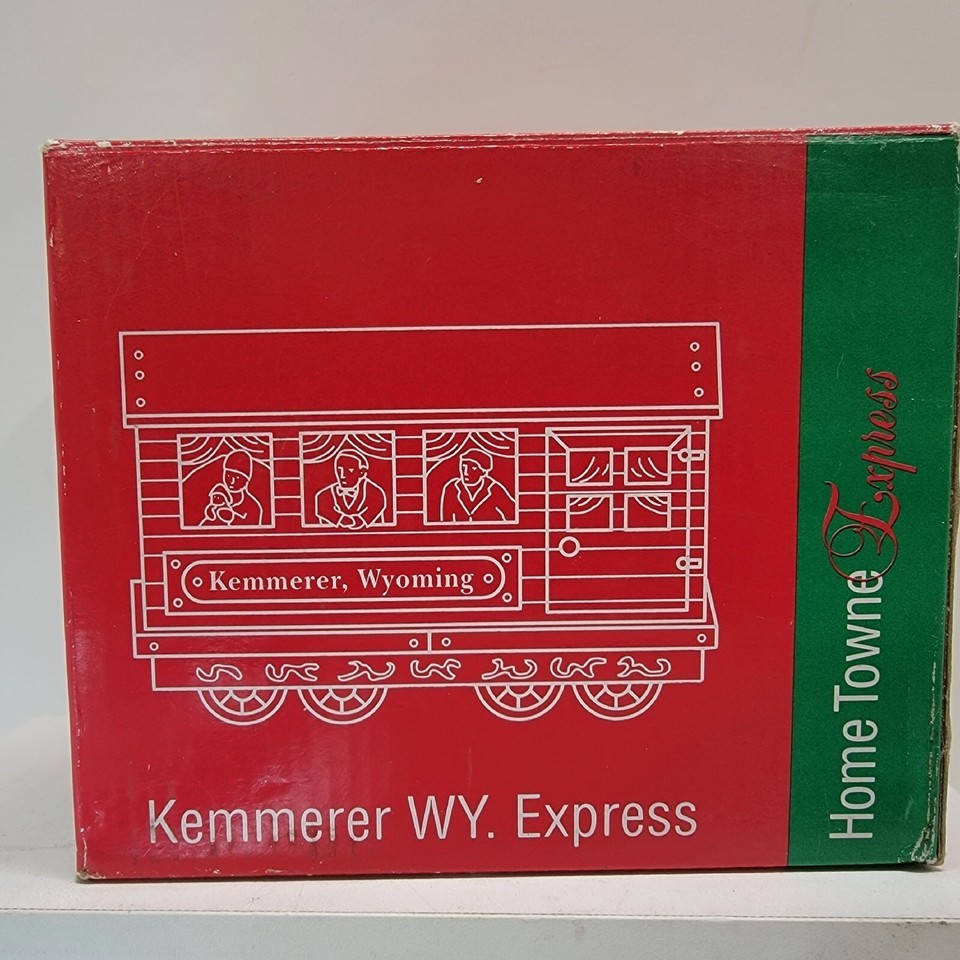 Kemmerer, Wyoming
Kemmerer WY. Express
Home Towne Express